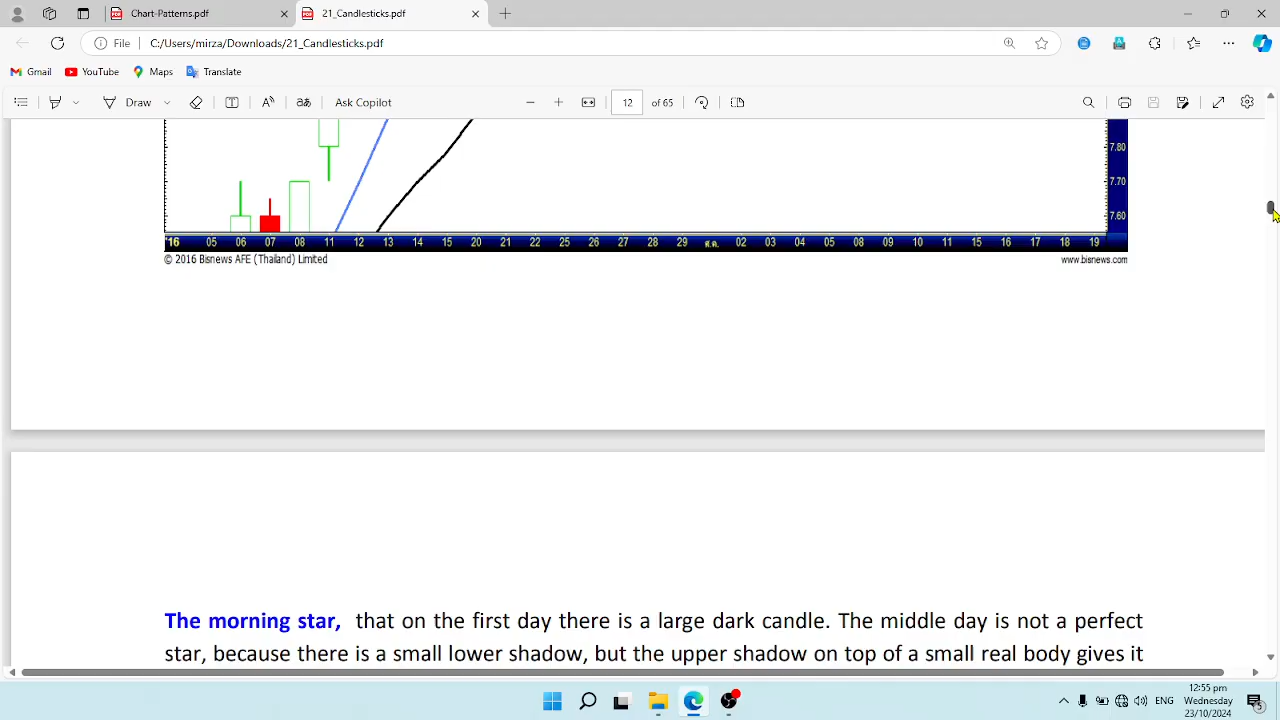 Chart-Patterns.pdf
21_Candlesticks.pdf
File
C:/Users/mirza/Downloads/21_Candlesticks.pdf
Gmail YouTube Maps Translate
Draw
Ask Copilot
12 of 65
7.80
7.70
7.60
16 05 06 07 08 11 12 13 14 15 20 21 22 25 26 27 28 29 ส.ค. 02 03 04 05 08 09 10 11 15 16 17 18 19
© 2016 Bisnews AFE (Thailand) Limited
www.bisnews.com
The morning star, that on the first day there is a large dark candle. The middle day is not a perfect
star, because there is a small lower shadow, but the upper shadow on top of a small real body gives it
ENG
12:55 pm
Wednesday
23/10/2024